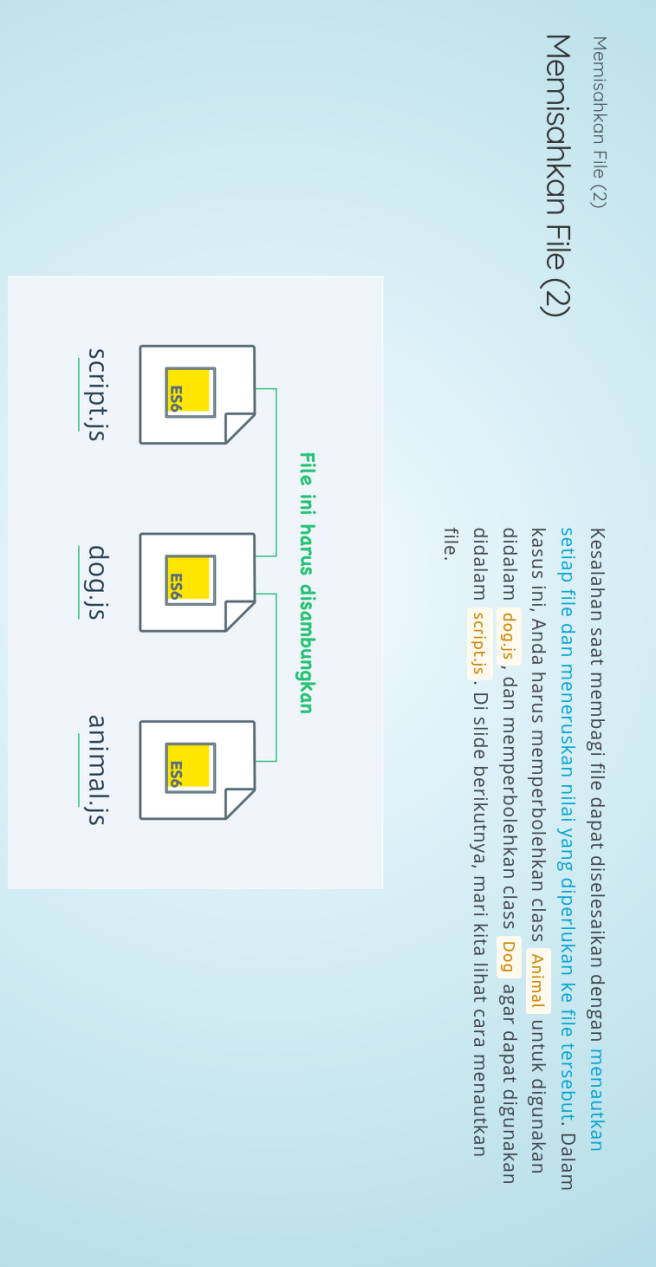 Memisahkan File (2)
Memisahkan File (2)
Kesalahan saat membagi file dapat diselesaikan dengan menautkan
setiap file dan meneruskan nilai yang diperlukan ke file tersebut. Dalam
kasus ini, Anda harus memperbolehkan class Animal untuk digunakan
didalam dog.js, dan memperbolehkan class Dog agar dapat digunakan
didalam script.js. Di slide berikutnya, mari kita lihat cara menautkan
file.
File ini harus disambungkan
ES6 ES6 ES6
script.js dog.js animal.js